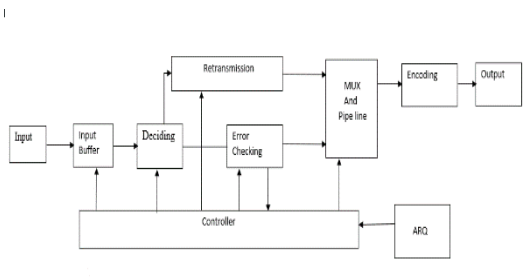 Retransmission
MUX
And
Pipe line
Encoding
Output
Input
Input
Buffer
Deciding
Error
Checking
Controller
ARQ